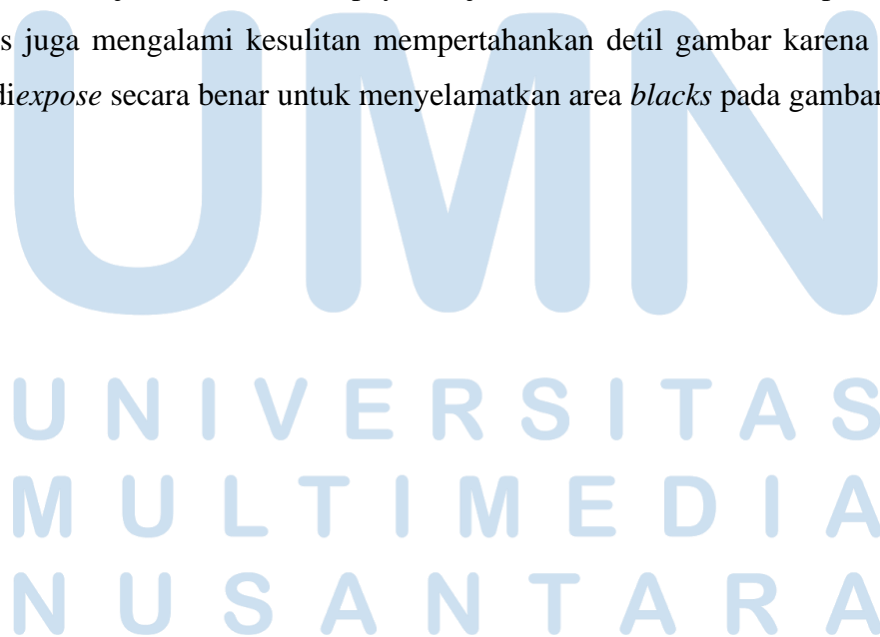 s juga mengalami kesulitan mempertahankan detil gambar karena
diexpose secara benar untuk menyelamatkan area blacks pada gambar
UMN
UNIVERSITAS
MULTIMEDIA
NUSANTARA